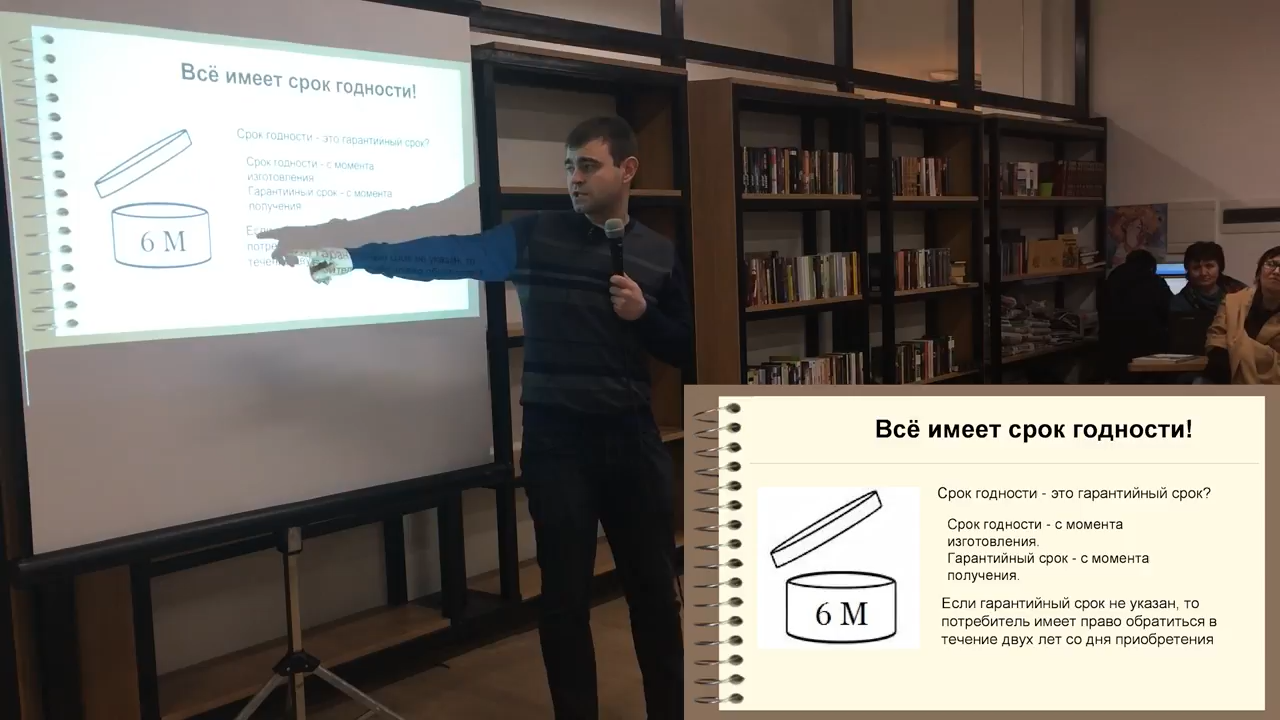 Всё имеет срок годности!
Срок годности - это гарантийный срок?
Срок годности - с момента
изготовления
Гарантийный срок - с момента
получения.
6 М
Всё имеет срок годности!
Срок годности - это гарантийный срок?
Срок годности - с момента
изготовления.
Гарантийный срок - с момента
получения.
6 М
Если гарантийный срок не указан, то
потребитель имеет право обратиться в
течение двух лет со дня приобретения